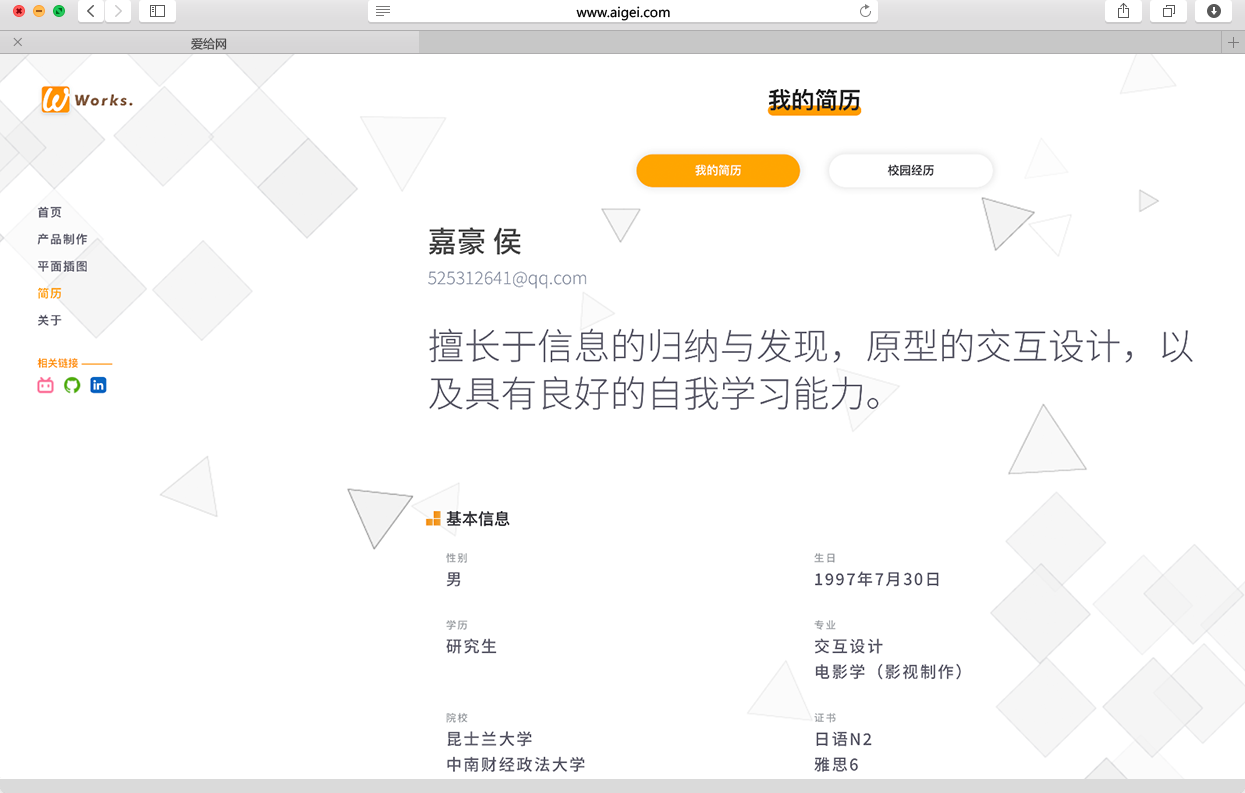 www.aigei.com
爱给网
Works.
我的简历
我的简历
校园经历
首页
产品制作
平面插图
简历
关于
相关链接
in
嘉豪 侯
525312641@qq.com
擅长于信息的归纳与发现，原型的交互设计，以
及具有良好的自我学习能力。
基本信息
性别
男
生日
1997年7月30日
学历
研究生
专业
交互设计
电影学（影视制作）
院校
昆士兰大学
中南财经政法大学
证书
日语N2
雅思6